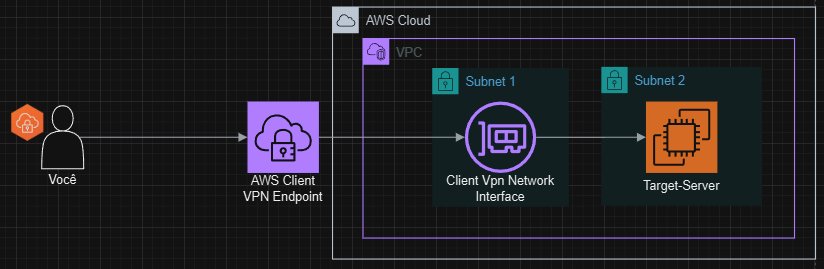 AWS Cloud
VPC
Subnet 1
Subnet 2
Você
AWS Client
VPN Endpoint
Client Vpn Network
Interface
Target-Server